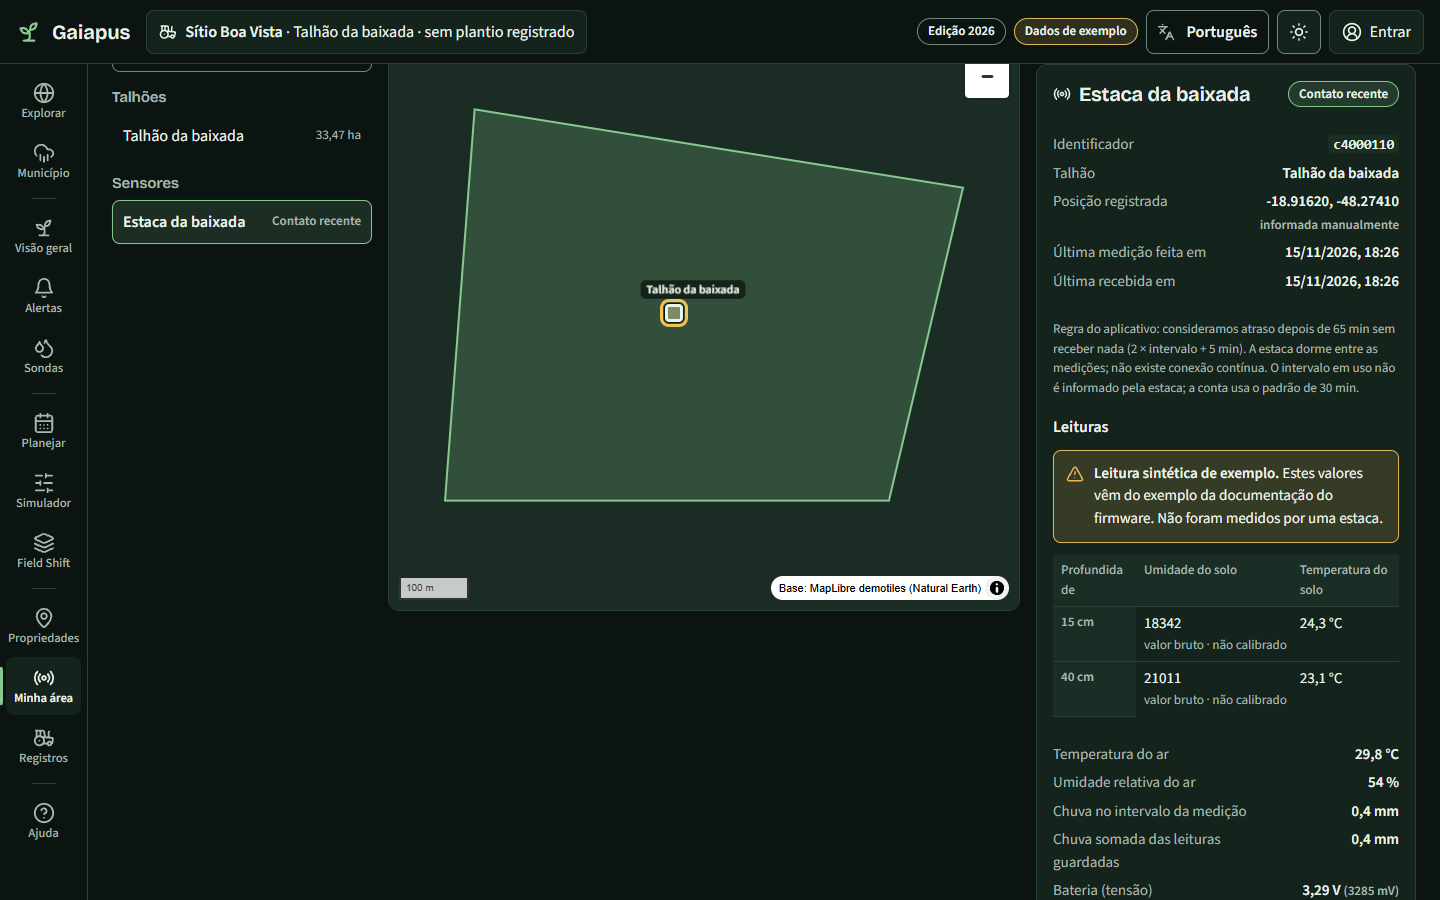 Gaiapus
Sítio Boa Vista · Talhão da baixada · sem plantio registrado
Edição 2026
Dados de exemplo
Português
Entrar
Explorar
Município
Visão geral
Alertas
Sondas
Planejar
Simulador
Field Shift
Propriedades
Minha área
Registros
Ajuda
Talhões
Talhão da baixada 33,47 ha
Sensores
Estaca da baixada Contato recente
Talhão da baixada
100 m
Base: MapLibre demotiles (Natural Earth)
Estaca da baixada Contato recente
Identificador c4000110
Talhão Talhão da baixada
Posição registrada -18.91620, -48.27410
informada manualmente
Última medição feita em 15/11/2026, 18:26
Última recebida em 15/11/2026, 18:26
Regra do aplicativo: consideramos atraso depois de 65 min sem
receber nada (2 × intervalo + 5 min). A estaca dorme entre as
medições; não existe conexão contínua. O intervalo em uso não
é informado pela estaca; a conta usa o padrão de 30 min.
Leituras
Leitura sintética de exemplo. Estes valores
vêm do exemplo da documentação do
firmware. Não foram medidos por uma estaca.
Profundida Umidade do solo Temperatura do
de solo
15 cm 18342 24,3 °C
valor bruto · não calibrado
40 cm 21011 23,1 °C
valor bruto · não calibrado
Temperatura do ar 29,8 °C
Umidade relativa do ar 54 %
Chuva no intervalo da medição 0,4 mm
Chuva somada das leituras 0,4 mm
guardadas
Bateria (tensão) 3,29 V (3285 mV)